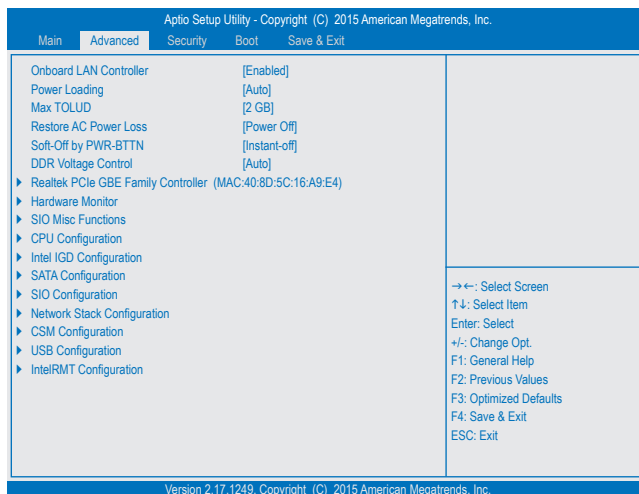 Aptio Setup Utility - Copyright (C) 2015 American Megatrends, Inc.
Main Advanced Security Boot Save & Exit
Onboard LAN Controller [Enabled]
Power Loading [Auto]
Max TOLUD [2 GB]
Restore AC Power Loss [Power Off]
Soft-Off by PWR-BTTN [Instant-off]
DDR Voltage Control [Auto]
Realtek PCIe GBE Family Controller (MAC:40:8D:5C:16:A9:E4)
Hardware Monitor
SIO Misc Functions
CPU Configuration
Intel IGD Configuration
SATA Configuration
SIO Configuration
Network Stack Configuration
CSM Configuration
USB Configuration
IntelRMT Configuration
→←: Select Screen
↑↓: Select Item
Enter: Select
+/-: Change Opt.
F1: General Help
F2: Previous Values
F3: Optimized Defaults
F4: Save & Exit
ESC: Exit
Version 2.17.1249. Copyright (C) 2015 American Megatrends, Inc.